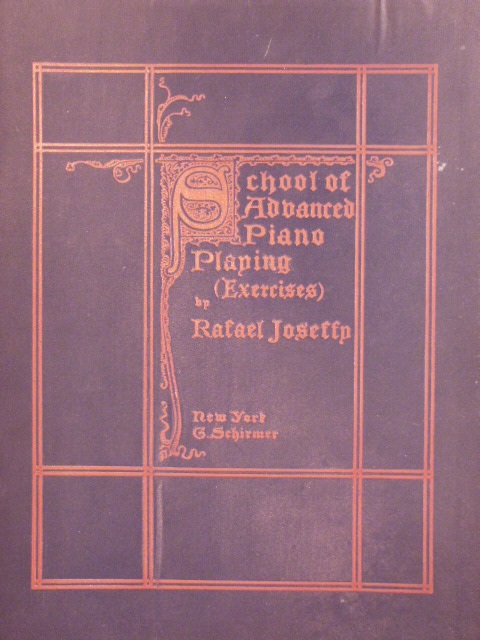 School of
Advanced
Piano
Playing
(Exercises)
by
Rafael Joseffy
New York
G. Schirmer